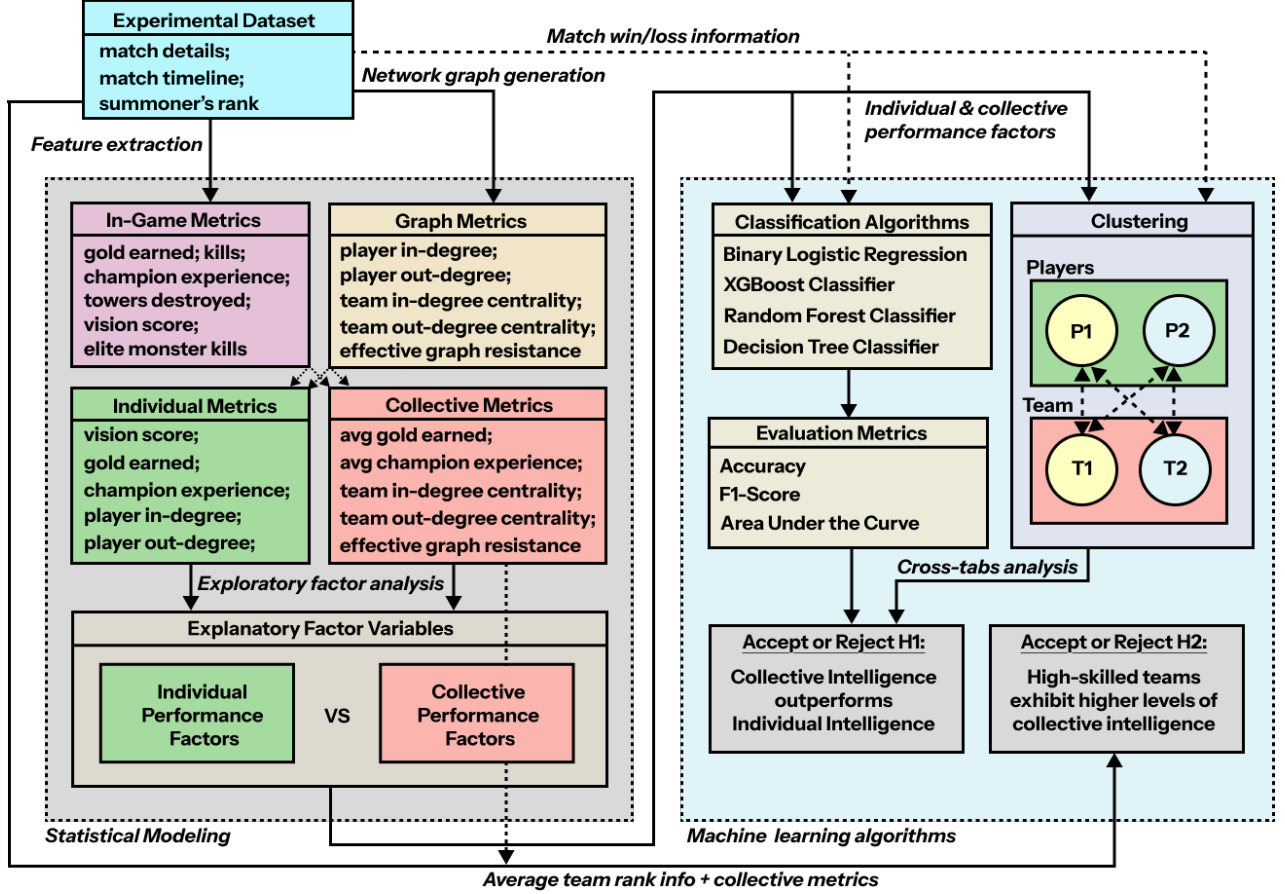 Experimental Dataset
match details;
match timeline;
summoner's rank
Match win/loss information
Network graph generation
Individual & collective
performance factors
Feature extraction
In-Game Metrics
gold earned; kills;
champion experience;
towers destroyed;
vision score;
elite monster kills
Graph Metrics
player in-degree;
player out-degree;
team in-degree centrality;
team out-degree centrality;
effective graph resistance
Individual Metrics
vision score;
gold earned;
champion experience;
player in-degree;
player out-degree;
Collective Metrics
avg gold earned;
avg champion experience;
team in-degree centrality;
team out-degree centrality;
effective graph resistance
Exploratory factor analysis
Explanatory Factor Variables
Individual
Performance
Factors
VS
Collective
Performance
Factors
Statistical Modeling
Classification Algorithms
Binary Logistic Regression
XGBoost Classifier
Random Forest Classifier
Decision Tree Classifier
Evaluation Metrics
Accuracy
F1-Score
Area Under the Curve
Clustering
Players
P1
P2
Team
T1
T2
Cross-tabs analysis
Accept or Reject H1:
Collective Intelligence
outperforms
Individual Intelligence
Accept or Reject H2:
High-skilled teams
exhibit higher levels of
collective intelligence
Machine learning algorithms
Average team rank info + collective metrics